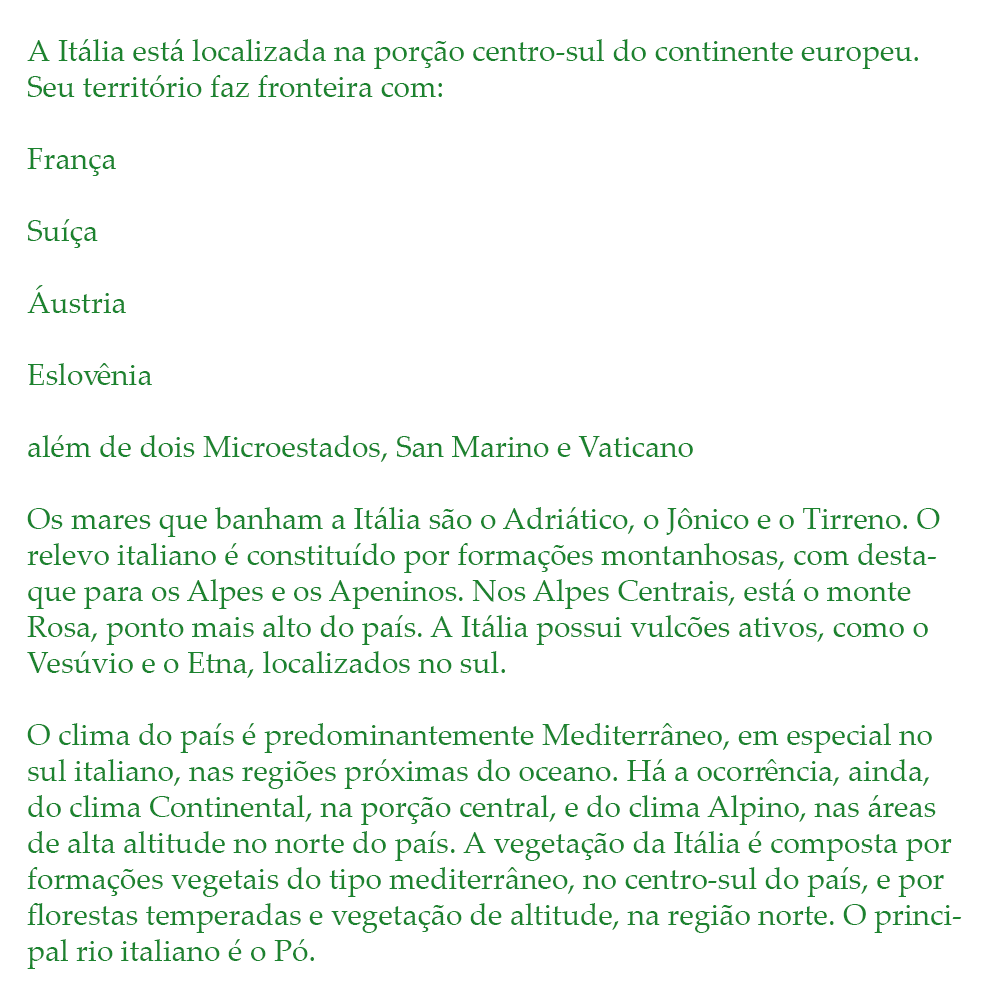 A Itália está localizada na porção centro-sul do continente europeu.
Seu território faz fronteira com:
França
Suíça
Áustria
Eslovênia
além de dois Microestados, San Marino e Vaticano
Os mares que banham a Itália são o Adriático, o Jônico e o Tirreno. O
relevo italiano é constituído por formações montanhosas, com desta-
que para os Alpes e os Apeninos. Nos Alpes Centrais, está o monte
Rosa, ponto mais alto do país. A Itália possui vulcões ativos, como o
Vesúvio e o Etna, localizados no sul.
O clima do país é predominantemente Mediterrâneo, em especial no
sul italiano, nas regiões próximas do oceano. Há a ocorrência, ainda,
do clima Continental, na porção central, e do clima Alpino, nas áreas
de alta altitude no norte do país. A vegetação da Itália é composta por
formações vegetais do tipo mediterrâneo, no centro-sul do país, e por
florestas temperadas e vegetação de altitude, na região norte. O princi-
pal rio italiano é o Pó.